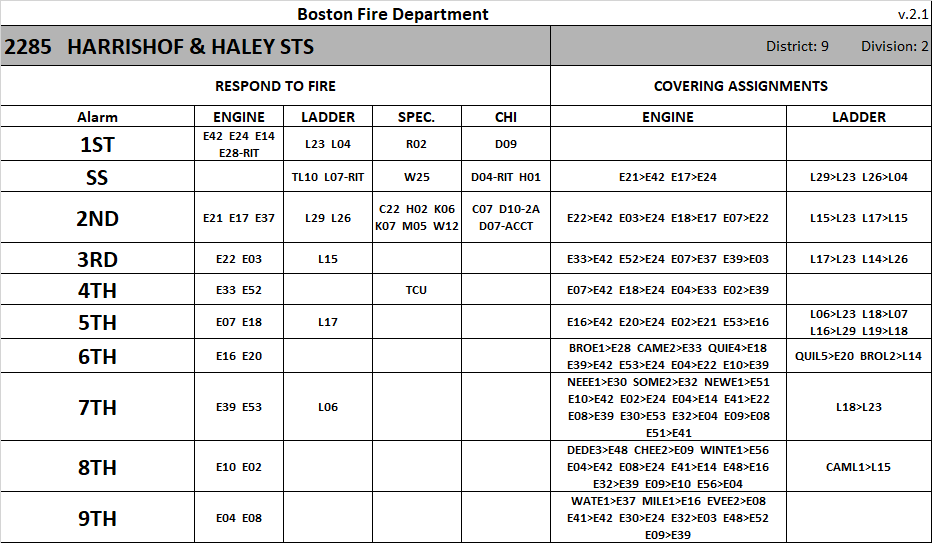 Boston Fire Department
v.2.1
2285 HARRISHOF & HALEY STS
District: 9 Division: 2
RESPOND TO FIRE
COVERING ASSIGNMENTS
Alarm ENGINE LADDER SPEC. CHI ENGINE LADDER
1ST
E42 E24 E14
E28-RIT
L23 L04
R02
D09
SS
TL10 L07-RIT
W25
D04-RIT H01
E21>E42 E17>E24
L29>L23 L26>L04
2ND
E21 E17 E37
L29 L26
C22 H02 K06
K07 M05 W12
C07 D10-2A
D07-ACCT
E22>E42 E03>E24 E18>E17 E07>E22
L15>L23 L17>L15
3RD
E22 E03
L15
E33>E42 E52>E24 E07>E37 E39>E03
L17>L23 L14>L26
4TH
E33 E52
TCU
E07>E42 E18>E24 E04>E33 E02>E39
5TH
E07 E18
L17
E16>E42 E20>E24 E02>E21 E53>E16
L06>L23 L18>L07
L16>L29 L19>L18
6TH
E16 E20
BROE1>E28 CAME2>E33 QUIE4>E18
E39>E42 E53>E24 E04>E22 E10>E39
QUIL5>E20 BROL2>L14
7TH
E39 E53
L06
NEEE1>E30 SOME2>E32 NEWE1>E51
E10>E42 E02>E24 E04>E14 E41>E22
E08>E39 E30>E53 E32>E04 E09>E08
E51>E41
L18>L23
8TH
E10 E02
DEDE3>E48 CHEE2>E09 WINTE1>E56
E04>E42 E08>E24 E41>E14 E48>E16
E32>E39 E09>E10 E56>E04
CAML1>L15
9TH
E04 E08
WATE1>E37 MILE1>E16 EVEE2>E08
E41>E42 E30>E24 E32>E03 E48>E52
E09>E39